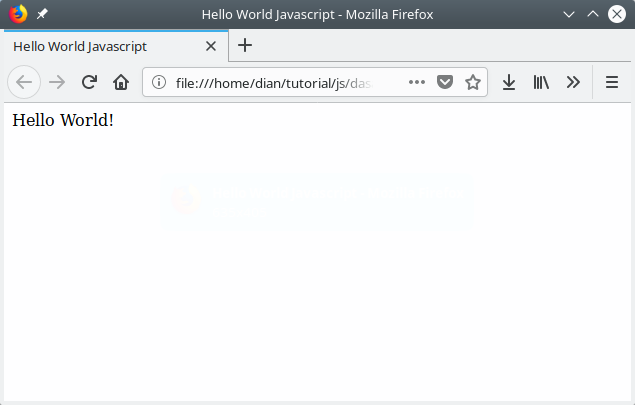 Hello World Javascript - Mozilla Firefox
Hello World Javascript
file:///home/dian/tutorial/js/das
Hello World!